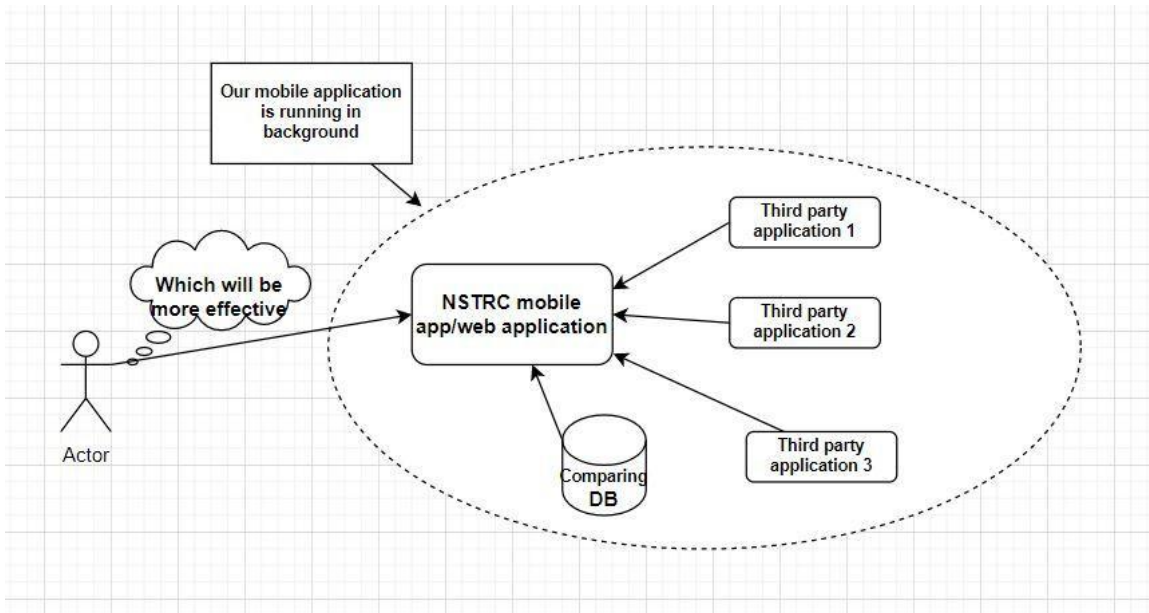 Our mobile application
is running in
background
Which will be
more effective
Actor
NSTRC mobile
app/web application
Third party
application 1
Third party
application 2
Third party
application 3
Comparing
DB